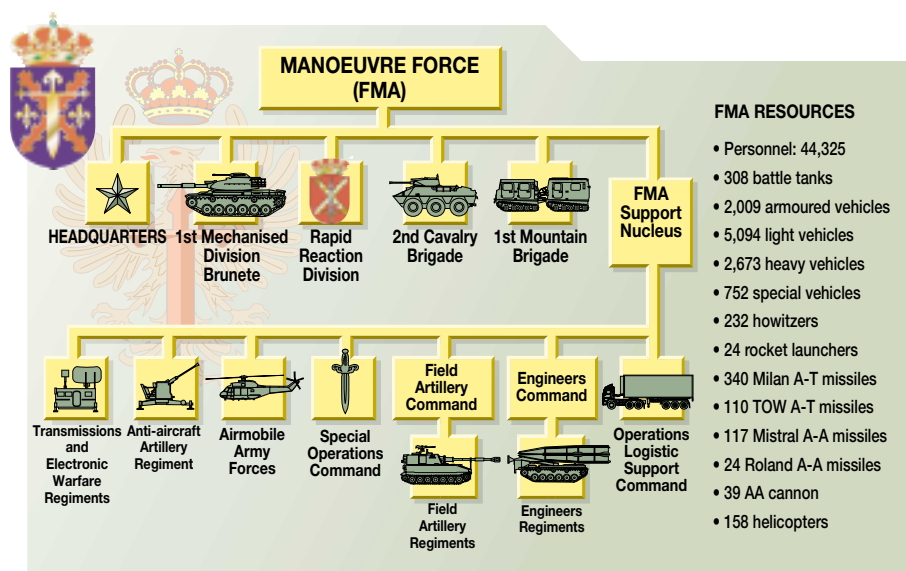 MANOEUVRE FORCE
(FMA)
HEADQUARTERS
1st Mechanised
Division
Brunete
Rapid
Reaction
Division
2nd Cavalry
Brigade
1st Mountain
Brigade
FMA
Support
Nucleus
Transmissions
and
Electronic
Warfare
Regiments
Anti-aircraft
Artillery
Regiment
Airmobile
Army
Forces
Special
Operations
Command
Field
Artillery
Command
Field
Artillery
Regiments
Engineers
Command
Engineers
Regiments
Operations
Logistic
Support
Command
FMA RESOURCES
• Personnel: 44,325
• 308 battle tanks
• 2,009 armoured vehicles
• 5,094 light vehicles
• 2,673 heavy vehicles
• 752 special vehicles
• 232 howitzers
• 24 rocket launchers
• 340 Milan A-T missiles
• 110 TOW A-T missiles
• 117 Mistral A-A missiles
• 24 Roland A-A missiles
• 39 AA cannon
• 158 helicopters